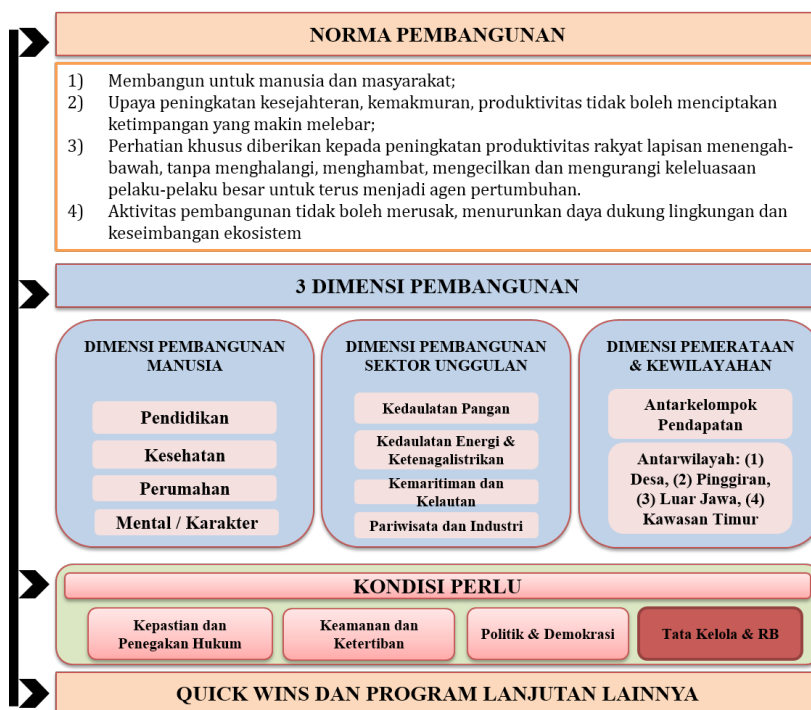 NORMA PEMBANGUNAN
1) Membangun untuk manusia dan masyarakat;
2) Upaya peningkatan kesejahteran, kemakmuran, produktivitas tidak boleh menciptakan
ketimpangan yang makin melebar;
3) Perhatian khusus diberikan kepada peningkatan produktivitas rakyat lapisan menengah-
bawah, tanpa menghalangi, menghambat, mengecilkan dan mengurangi keleluasaan
pelaku-pelaku besar untuk terus menjadi agen pertumbuhan.
4) Aktivitas pembangunan tidak boleh merusak, menurunkan daya dukung lingkungan dan
keseimbangan ekosistem
3 DIMENSI PEMBANGUNAN
DIMENSI PEMBANGUNAN
MANUSIA
Pendidikan
Kesehatan
Perumahan
Mental / Karakter
DIMENSI PEMBANGUNAN
SEKTOR UNGGULAN
Kedaulatan Pangan
Kedaulatan Energi &
Ketenagalistrikan
Kemaritiman dan
Kelautan
Pariwisata dan Industri
DIMENSI PEMERATAAN
& KEWILAYAHAN
Antarkelompok
Pendapatan
Antarwilayah: (1)
Desa, (2) Pinggiran,
(3) Luar Jawa, (4)
Kawasan Timur
KONDISI PERLU
Kepastian dan
Penegakan Hukum
Keamanan dan
Ketertiban
Politik & Demokrasi
Tata Kelola & RB
QUICK WINS DAN PROGRAM LANJUTAN LAINNYA